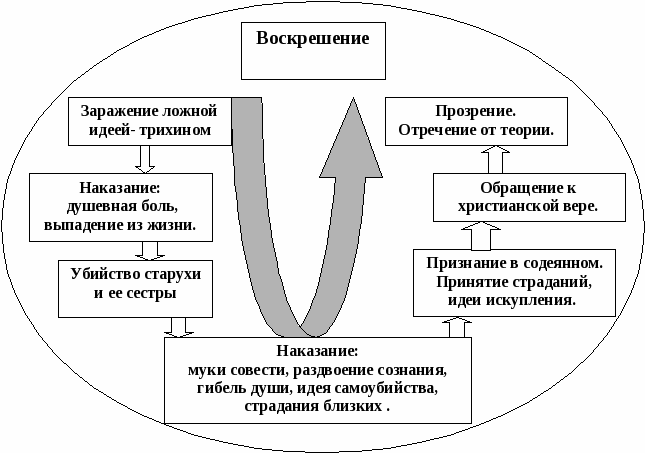 Воскрешение
Заражение ложной
идеей- трихином
Наказание:
душевная боль,
выпадение из жизни.
Убийство старухи
и ее сестры
Наказание:
муки совести, раздвоение сознания,
гибель души, идея самоубийства,
страдания близких .
Признание в содеянном.
Принятие страданий,
идеи искупления.
Обращение к
христианской вере.
Прозрение.
Отречение от теории.